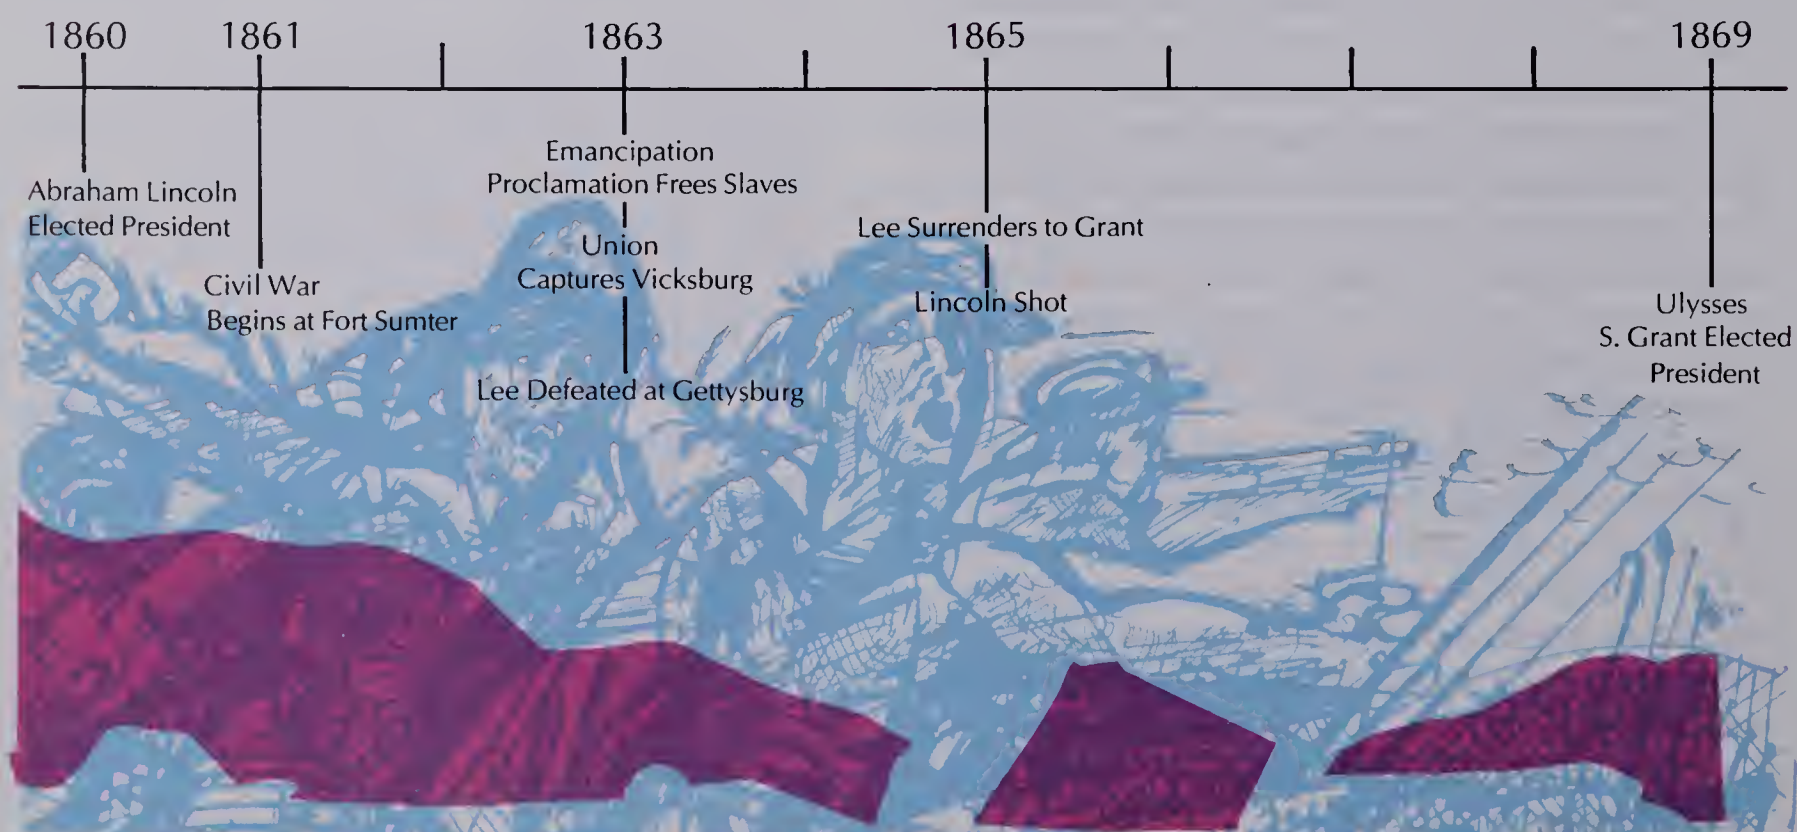 1860
1861
1863
1865
1869
Abraham Lincoln
Elected President
Civil War
Begins at Fort Sumter
Emancipation
Proclamation Frees Slaves
Union
Captures Vicksburg
Lee Defeated at Gettysburg
Lee Surrenders to Grant
Lincoln Shot
Ulysses
S. Grant Elected
President